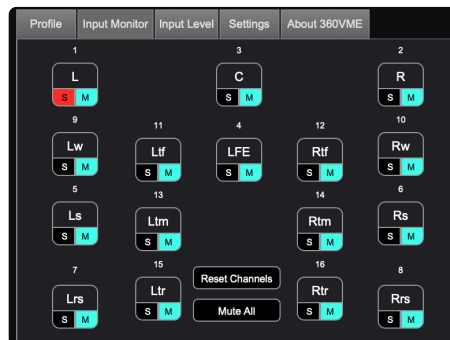 Profile Input Monitor Input Level Settings About 360VME
1 3 2
L C R
S M S M S M
9 11 4 12 10
Lw Ltf LFE Rtf Rw
S M S M S M S M S M
5 13 14 6
Ls Ltm Rtm Rs
S M S M S M S M
7 15 16 8
Lrs Ltr Rtr Rrs
S M S M S M S M
Reset Channels
Mute All